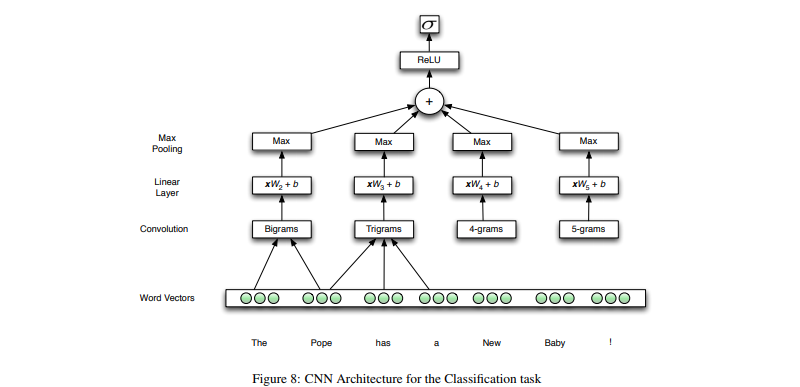 σ
ReLU
+
Max
Pooling
Max Max Max Max
Linear
Layer
xW₂ + b xW₃ + b xW₄ + b xW₅ + b
Convolution Bigrams Trigrams 4-grams 5-grams
Word Vectors
The Pope has a New Baby !
Figure 8: CNN Architecture for the Classification task